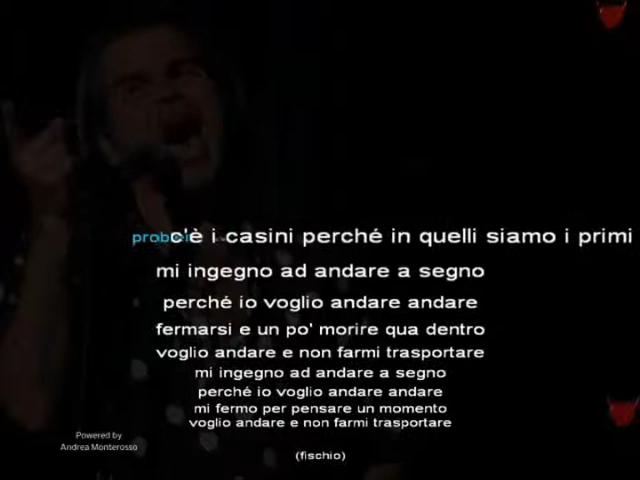 c'è i casini perché in quelli siamo i primi
mi ingegno ad andare a segno
perché io voglio andare andare
fermarsi e un po' morire qua dentro
voglio andare e non farmi trasportare
mi ingegno ad andare a segno
perché io voglio andare andare
mi fermo per pensare un momento
voglio andare e non farmi trasportare
(fischio)
Powered by
Andrea Monterosso